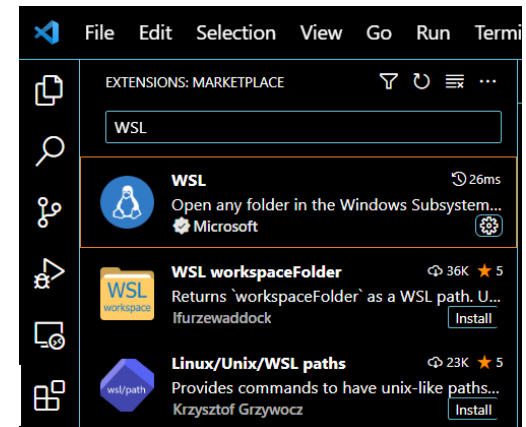 File Edit Selection View Go Run Termi
EXTENSIONS: MARKETPLACE
WSL
WSL 26ms
Open any folder in the Windows Subsystem...
Microsoft
WSL workspaceFolder 36K 5
WSL
workspace
Returns `workspaceFolder` as a WSL path. U...
lfurzewaddock Install
Linux/Unix/WSL paths 23K 5
wsl/path
Provides commands to have unix-like paths...
Krzysztof Grzywocz Install